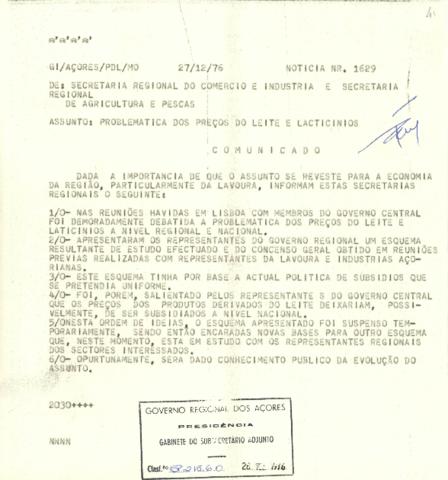 GI/AÇORES/PDL/MO 27/12/76 NOTICIA NR. 1629
DE: SECRETARIA REGIONAL DO COMERCIO E INDUSTRIA E SECRETARIA
REGIONAL
DE AGRICULTURA E PESCAS
ASSUNTO: PROBLEMATICA DOS PREÇOS DO LEITE E LACTICINIOS
COMUNICADO
DADA A IMPORTANCIA DE QUE O ASSUNTO SE REVESTE PARA A ECONOMIA
DA REGIÃO, PARTICULARMENTE DA LAVOURA, INFORMAM ESTAS SECRETARIAS
REGIONAIS O SEGUINTE:
1/O- NAS REUNIÕES HAVIDAS EM LISBOA COM MEMBROS DO GOVERNO CENTRAL
FOI DEMORADAMENTE DEBATIDA A PROBLEMATICA DOS PREÇOS DO LEITE E
LATICINIOS A NIVEL REGIONAL E NACIONAL.
2/O- APRESENTARAM OS REPRESENTANTES DO GOVERNO REGIONAL UM ESQUEMA
RESULTANTE DE ESTUDO EFECTUADO E DO CONCENSO GERAL OBTIDO EM REUNIÕES
PREVIAS REALIZADAS COM REPRESENTANTES DA LAVOURA E INDUSTRIAS AÇO-
RIANAS.
3/O- ESTE ESQUEMA TINHA POR BASE A ACTUAL POLITICA DE SUBSIDIOS QUE
SE PRETENDIA UNIFORME.
4/O- FOI, POREM, SALIENTADO PELOS REPRESENTANTE S DO GOVERNO CENTRAL
QUE OS PREÇOS DOS PRODUTOS DERIVADOS DO LEITE DEIXARIAM, POSSI-
VELMENTE, DE SER SUBSIDIADOS A NIVEL NACIONAL.
5/ONESTA ORDEM DE IDEIAS, O ESQUEMA APRESENTADO FOI SUSPENSO TEM-
PORARIAMENTE, SENDO ENTÃO ENCARADAS NOVAS BASES PARA OUTRO ESQUEMA
QUE, NESTE MOMENTO, ESTA EM ESTUDO COM OS REPRESENTANTES REGIONAIS
DOS SECTORES INTERESSADOS.
6/O- OPORTUNAMENTE, SERA DADO CONHECIMENTO PUBLICO DA EVOLUÇÃO DO
ASSUNTO.
2030++++
NNNN
GOVERNO REGIONAL DOS AÇORES
PRESIDÊNCIA
GABINETE DO SUBSECRETÁRIO ADJUNTO
Clasf. nº